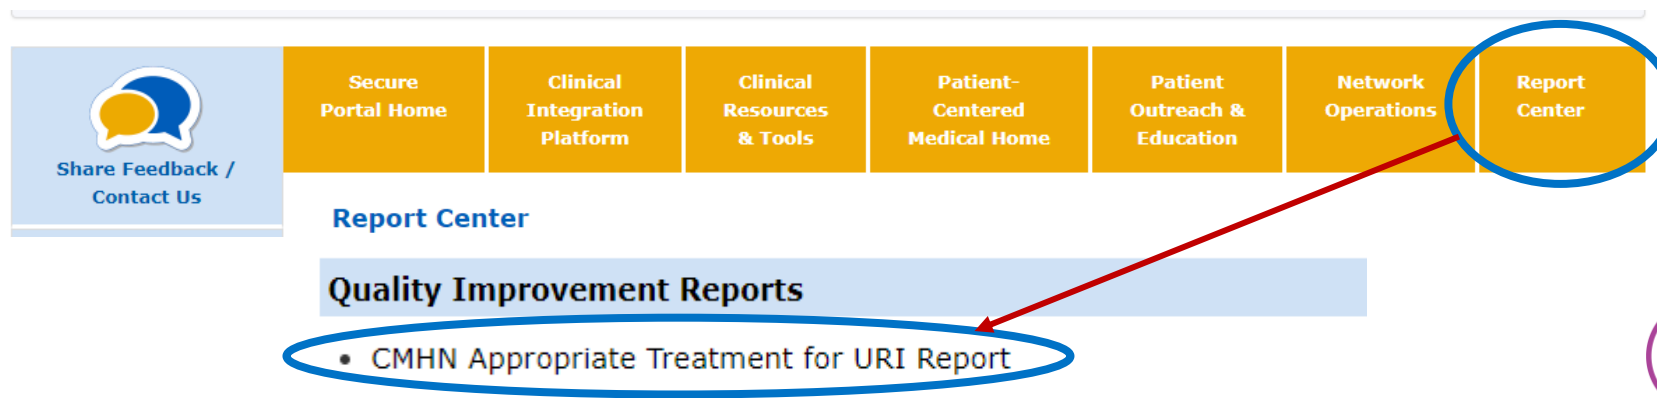 Share Feedback /
Contact Us
Secure
Portal Home
Clinical
Integration
Platform
Clinical
Resources
& Tools
Patient-
Centered
Medical Home
Patient
Outreach &
Education
Network
Operations
Report
Center
Report Center
Quality Improvement Reports
• CMHN Appropriate Treatment for URI Report